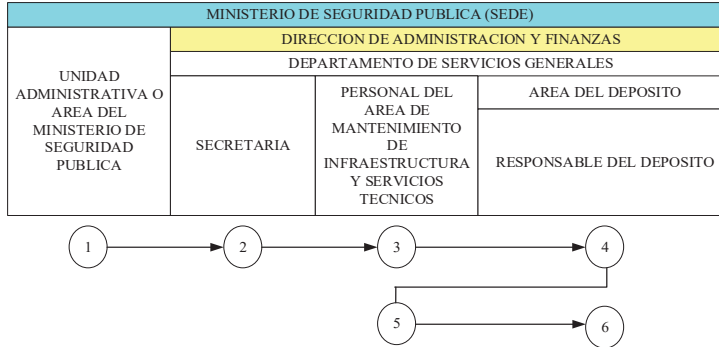 MINISTERIO DE SEGURIDAD PUBLICA (SEDE)
DIRECCION DE ADMINISTRACION Y FINANZAS
DEPARTAMENTO DE SERVICIOS GENERALES
UNIDAD
ADMINISTRATIVA O
AREA DEL
MINISTERIO DE
SEGURIDAD
PUBLICA
SECRETARIA
PERSONAL DEL
AREA DE
MANTENIMIENTO
DE
INFRAESTRUCTURA
Y SERVICIOS
TECNICOS
AREA DEL DEPOSITO
RESPONSABLE DEL DEPOSITO
1
2
3
4
5
6